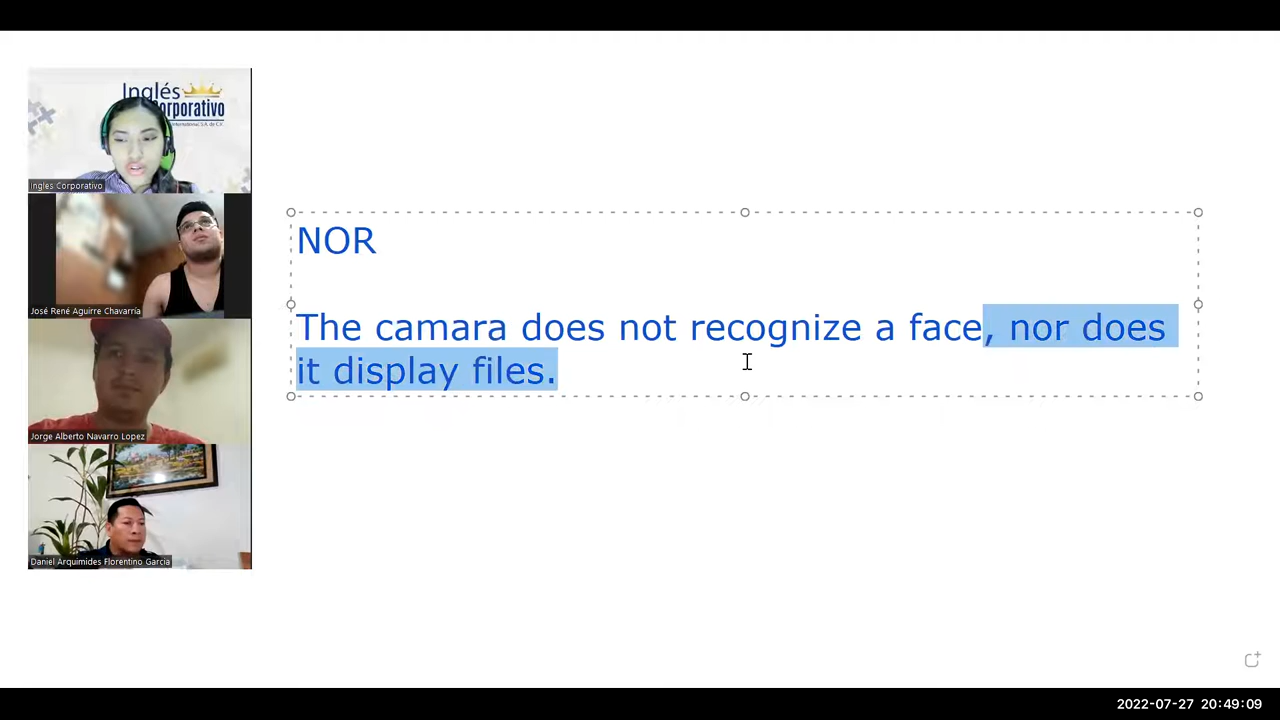 Inglés
Corporativo
Ingles Corporativo
José René Aguirre Chavarría
Jorge Alberto Navarro Lopez
Daniel Arquimides Florentino Garcia
NOR
The camara does not recognize a face, nor does
it display files.
2022-07-27 20:49:09